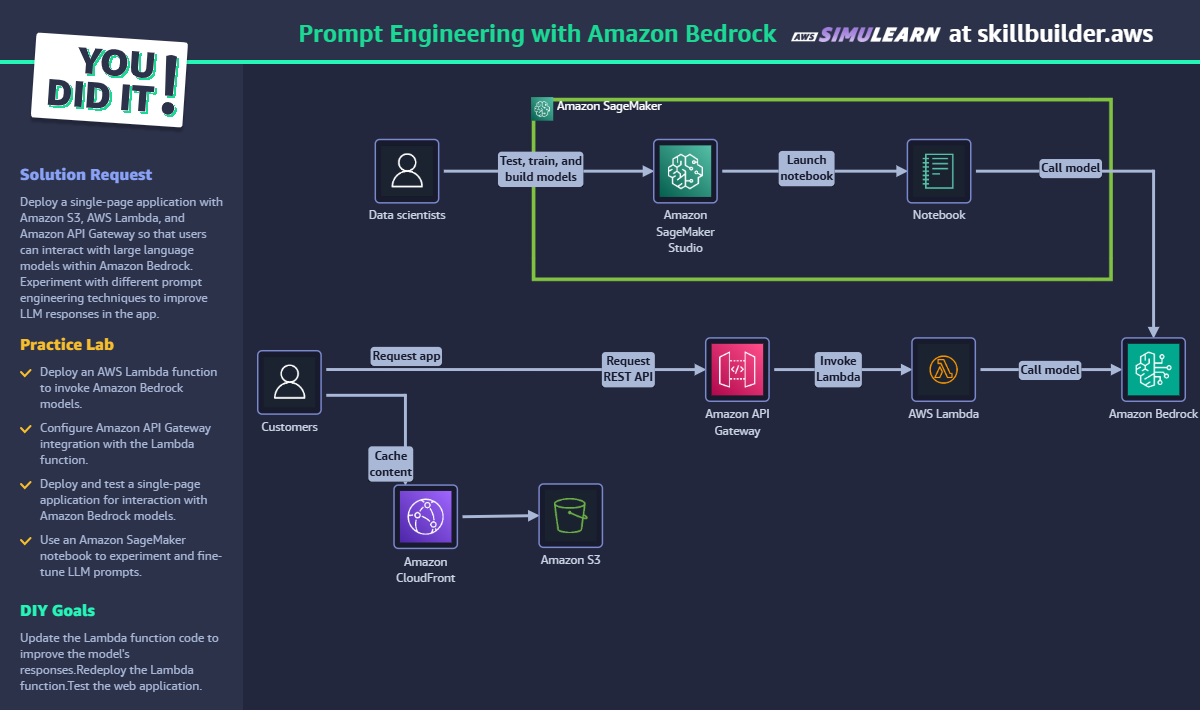 Prompt Engineering with Amazon Bedrock AWS SIMULEARN at skillbuilder.aws
YOU
DID IT!
Solution Request
Deploy a single-page application with
Amazon S3, AWS Lambda, and
Amazon API Gateway so that users
can interact with large language
models within Amazon Bedrock.
Experiment with different prompt
engineering techniques to improve
LLM responses in the app.
Practice Lab
Deploy an AWS Lambda function
to invoke Amazon Bedrock
models.
Configure Amazon API Gateway
integration with the Lambda
function.
Deploy and test a single-page
application for interaction with
Amazon Bedrock models.
Use an Amazon SageMaker
notebook to experiment and fine-
tune LLM prompts.
DIY Goals
Update the Lambda function code to
improve the model's
responses.Redeploy the Lambda
function.Test the web application.
Amazon SageMaker
Data scientists
Test, train, and
build models
Amazon
SageMaker
Studio
Launch
notebook
Notebook
Call model
Customers
Request app
Request
REST API
Amazon API
Gateway
Invoke
Lambda
AWS Lambda
Call model
Amazon Bedrock
Cache
content
Amazon
CloudFront
Amazon S3